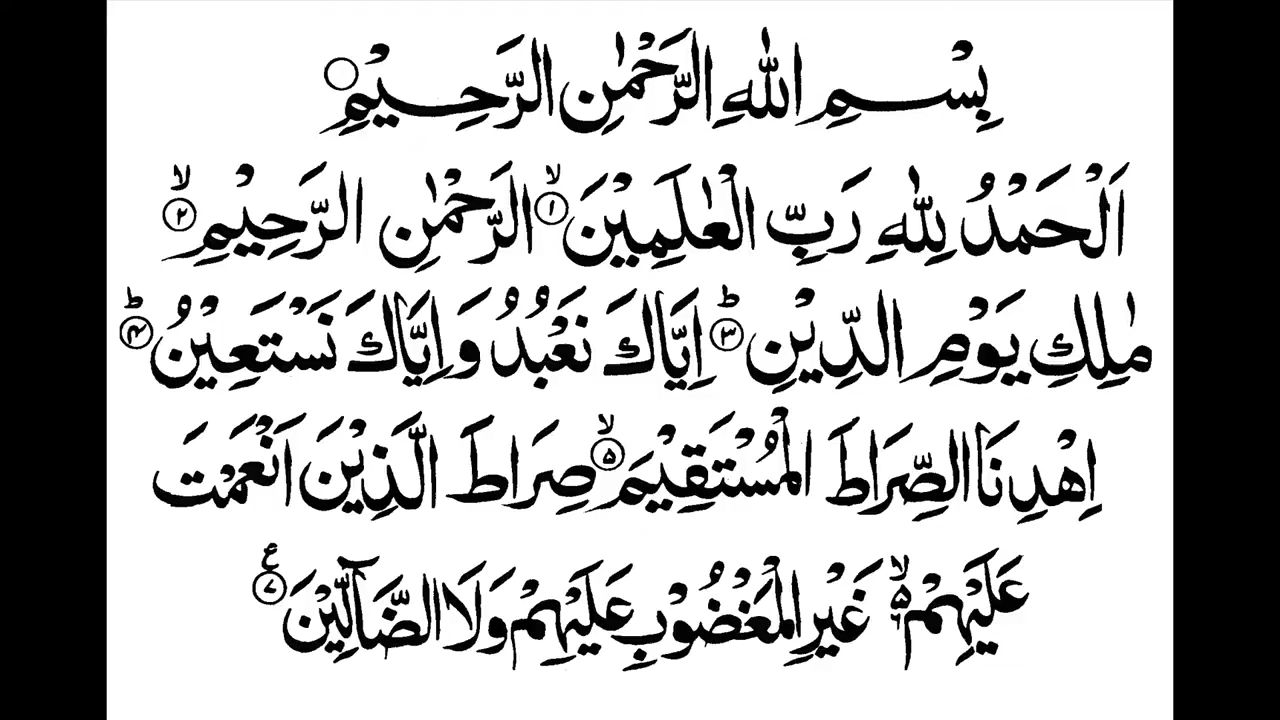 بِسْمِ اللّٰهِ الرَّحْمٰنِ الرَّحِيْمِ ○
اَلْحَمْدُ لِلّٰهِ رَبِّ الْعٰلَمِيْنَ ۙ﴿۱﴾ الرَّحْمٰنِ الرَّحِيْمِ ۙ﴿۲﴾
مٰلِكِ يَوْمِ الدِّيْنِ ؕ﴿۳﴾ اِيَّاكَ نَعْبُدُ وَ اِيَّاكَ نَسْتَعِيْنُ ؕ﴿۴﴾
اِهْدِنَا الصِّرَاطَ الْمُسْتَقِيْمَ ۙ﴿۵﴾ صِرَاطَ الَّذِيْنَ اَنْعَمْتَ
عَلَيْهِمْ ۙ۵ غَيْرِ الْمَغْضُوْبِ عَلَيْهِمْ وَلَا الضَّآلِّيْنَ ﴿۷﴾ ع